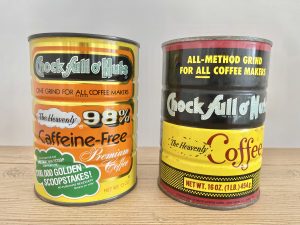 Chock full o' Nuts
ONE GRIND FOR ALL COFFEE MAKERS
The Heavenly
98%
Caffeine-Free
Premium
Coffee
000 GOLDEN
SCOOPSTAKES!
ALL-METHOD GRIND
FOR ALL COFFEE MAKERS
Chock full o' Nuts
The Heavenly
Coffee
NET WT. 16 OZ. (1 LB.) 454 g